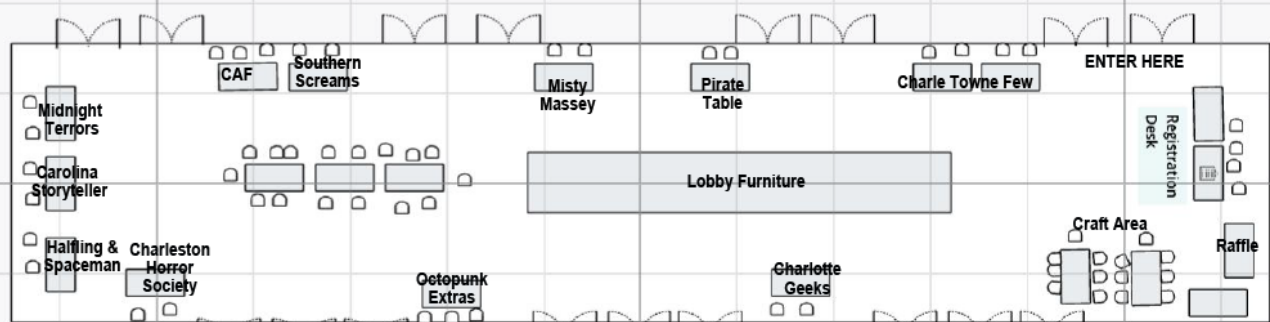 ENTER HERE
CAF
Southern
Screams
Misty
Massey
Pirate
Table
Charle Towne Few
Midnight
Terrors
Registration
Desk
Carolina
Storyteller
Lobby Furniture
Craft Area
Halfling &
Spaceman
Charleston
Horror
Society
Octopunk
Extras
Charlotte
Geeks
Raffle